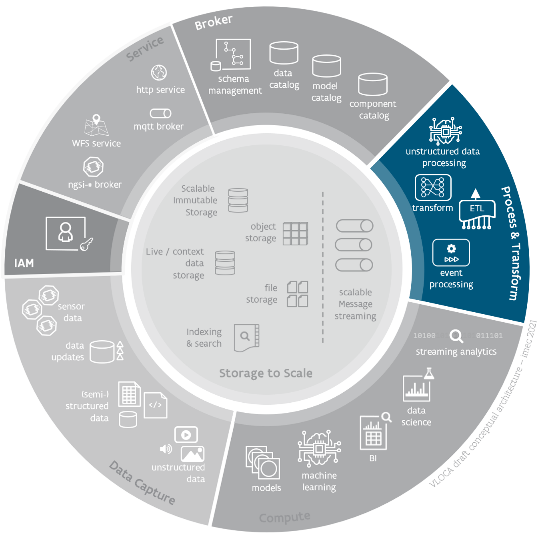 Broker
schema
management
data
catalog
model
catalog
component
catalog
Service
http service
mqtt broker
WFS service
ngsi-* broker
IAM
unstructured data
processing
transform
ETL
event
processing
Process & Transform
Scalable
Immutable
Storage
object
storage
Live / context
data
storage
file
storage
Indexing
& search
scalable
Message
streaming
Storage to Scale
sensor
data
data
updates
(semi-)
structured
data
unstructured
data
Data Capture
10100
011101
streaming analytics
data
science
BI
machine
learning
models
Compute
VLOCA draft conceptual architecture – imec 2021